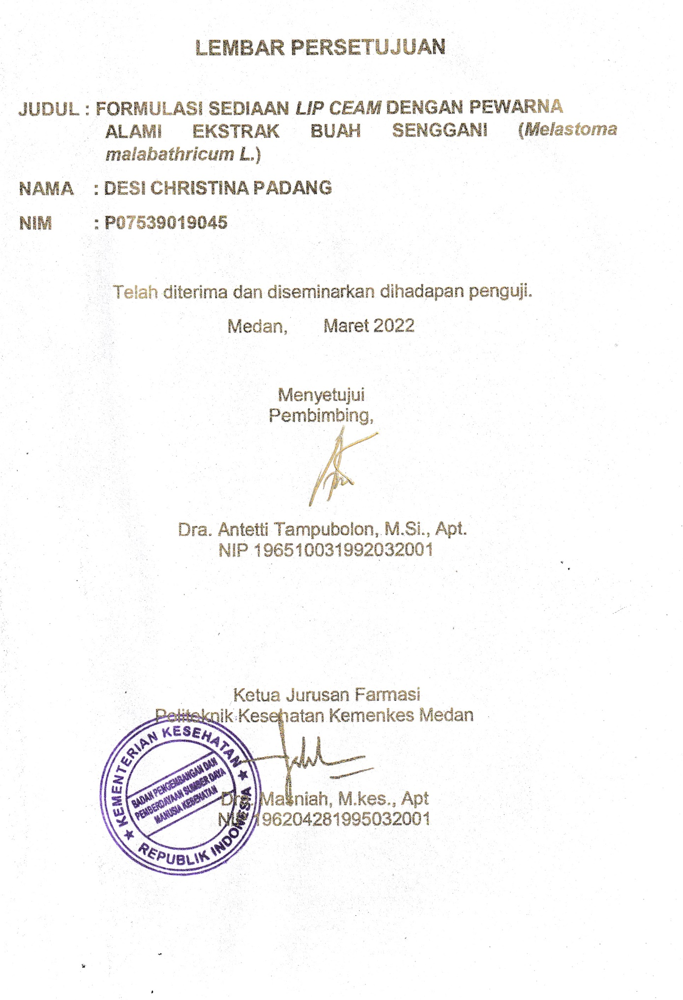 LEMBAR PERSETUJUAN
JUDUL : FORMULASI SEDIAAN LIP CEAM DENGAN PEWARNA
ALAMI EKSTRAK BUAH SENGGANI (Melastoma
malabathricum L.)
NAMA : DESI CHRISTINA PADANG
NIM : P07539019045
Telah diterima dan diseminarkan dihadapan penguji.
Medan, Maret 2022
Menyetujui
Pembimbing,
Dra. Antetti Tampubolon, M.Si., Apt.
NIP 196510031992032001
Ketua Jurusan Farmasi
Politeknik Kesehatan Kemenkes Medan
KEMENTERIAN KESEHATAN
BADAN PENGEMBANGAN DAN
PEMBERDAYAAN SUMBER DAYA
MANUSIA KESEHATAN
REPUBLIK INDONESIA
Dra. Masniah, M.kes., Apt
NIP 196204281995032001